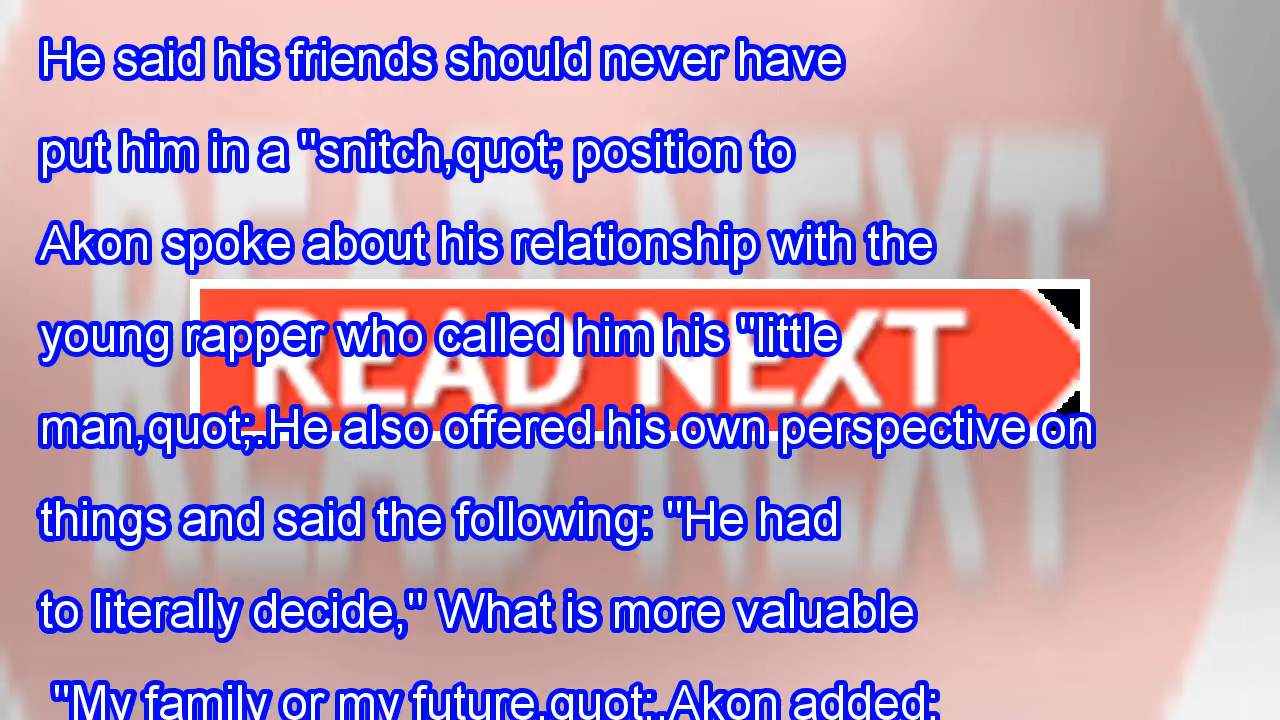 He said his friends should never have
put him in a "snitch,quot; position to
Akon spoke about his relationship with the
young rapper who called him his "little
READ NEXT
man,quot;.He also offered his own perspective on
things and said the following: "He had
to literally decide," What is more valuable
"My family or my future,quot;.Akon added:
READ NEXT